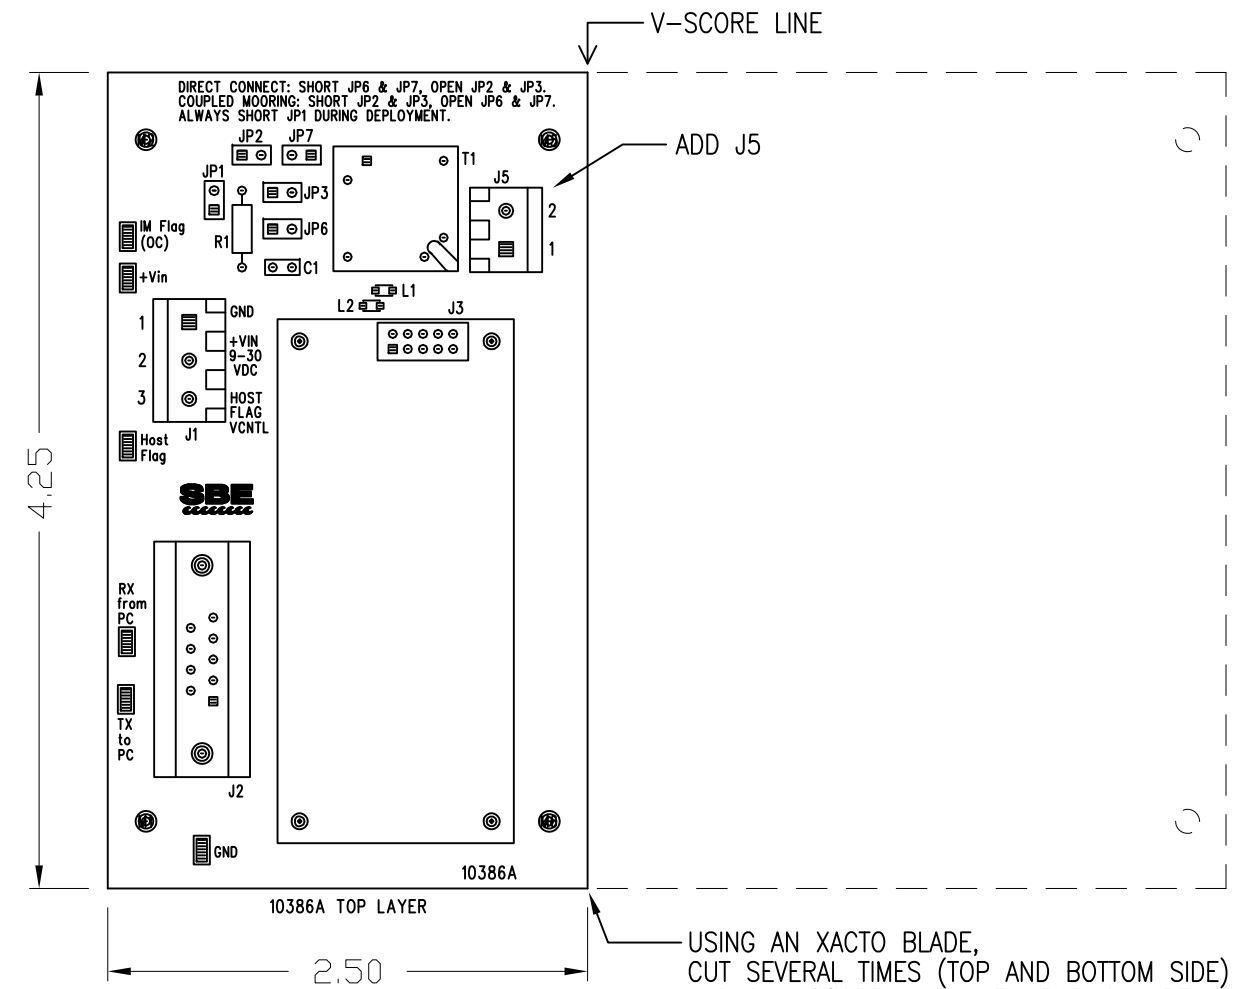 V-SCORE LINE
DIRECT CONNECT: SHORT JP6 & JP7, OPEN JP2 & JP3.
COUPLED MOORING: SHORT JP2 & JP3, OPEN JP6 & JP7.
ALWAYS SHORT JP1 DURING DEPLOYMENT.
JP2
JP7
ADD J5
T1
JP1
JP3
J5
2
1
IM Flag
(OC)
R1
JP6
+Vin
C1
L1
L2
J3
GND
1
+VIN
9-30
VDC
2
3
HOST
FLAG
VCNTL
J1
Host
Flag
4.25
SBE
RX
from
PC
TX
to
PC
J2
GND
10386A
10386A TOP LAYER
2.50
USING AN XACTO BLADE,
CUT SEVERAL TIMES (TOP AND BOTTOM SIDE)